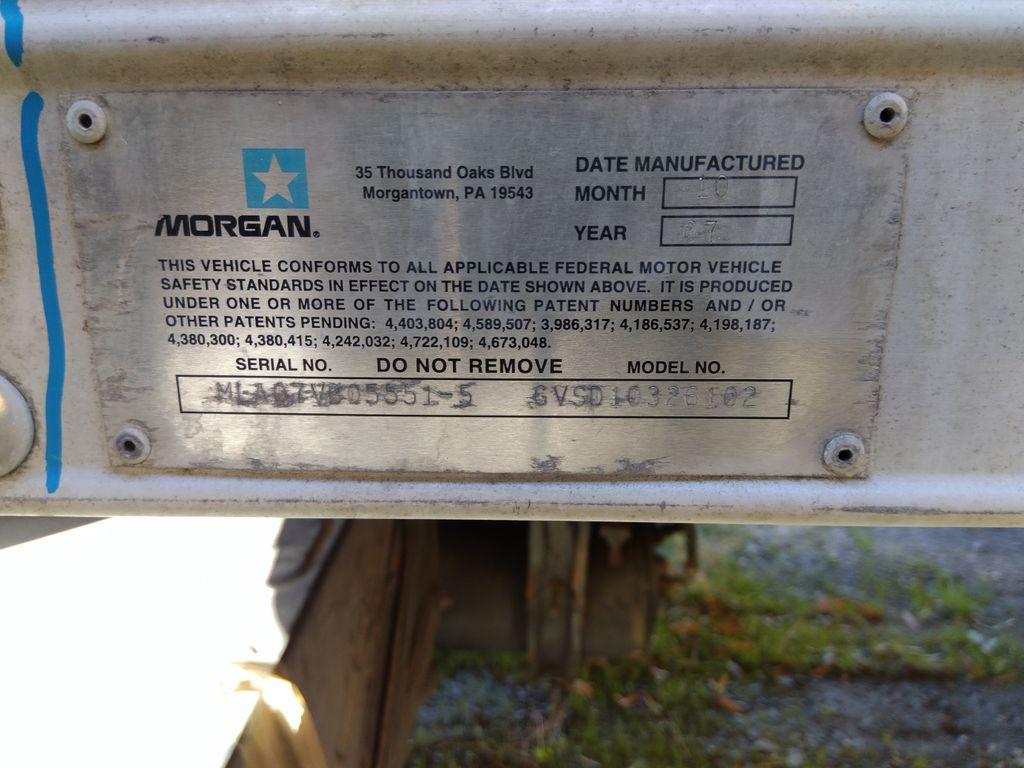 MORGAN.
35 Thousand Oaks Blvd
Morgantown, PA 19543
DATE MANUFACTURED
MONTH 10
YEAR
THIS VEHICLE CONFORMS TO ALL APPLICABLE FEDERAL MOTOR VEHICLE
SAFETY STANDARDS IN EFFECT ON THE DATE SHOWN ABOVE. IT IS PRODUCED
UNDER ONE OR MORE OF THE FOLLOWING PATENT NUMBERS AND / OR
OTHER PATENTS PENDING: 4,403,804; 4,589,507; 3,986,317; 4,186,537; 4,198,187;
4,380,300; 4,380,415; 4,242,032; 4,722,109; 4,673,048.
SERIAL NO. DO NOT REMOVE MODEL NO.